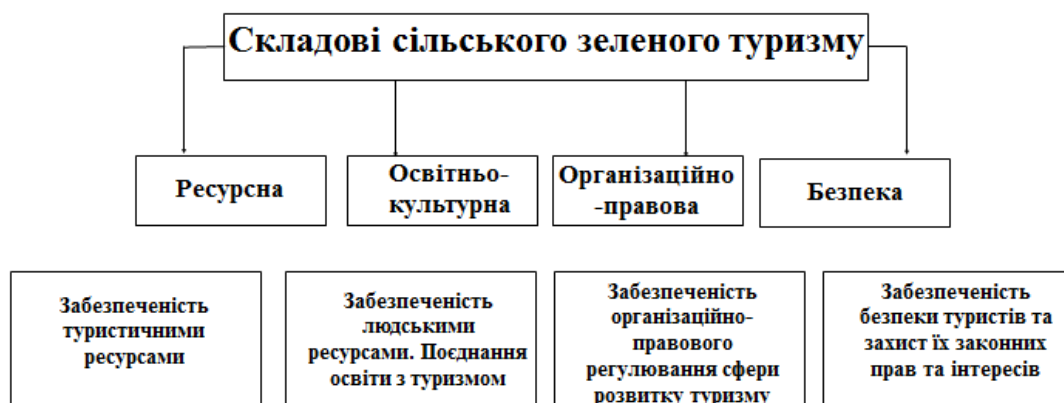 Складові сільського зеленого туризму
Ресурсна
Освітньо-
культурна
Організаційно
-правова
Безпека
Забезпеченість
туристичними
ресурсами
Забезпеченість
людськими
ресурсами. Поєднання
освіти з туризмом
Забезпеченість
організаційно-
правового
регулювання сфери
розвитку туризму
Забезпеченість
безпеки туристів та
захист їх законних
прав та інтересів